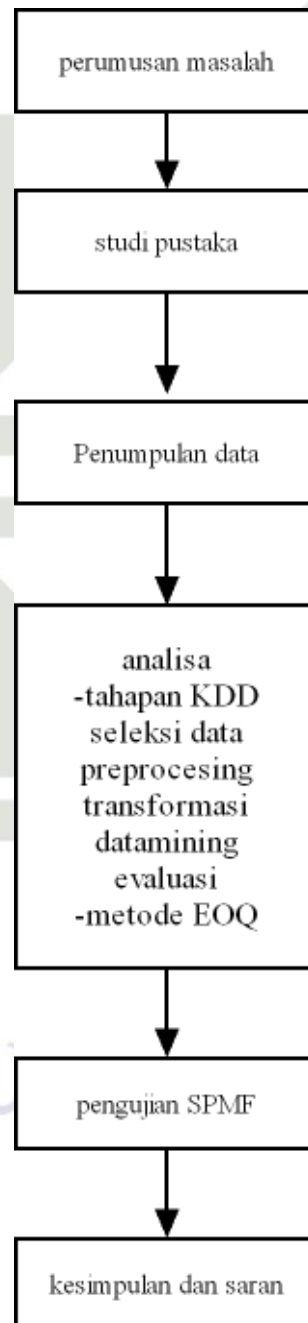 perumusan masalah
studi pustaka
Penumpulan data
analisa
-tahapan KDD
seleksi data
preprocesing
transformasi
datamining
evaluasi
-metode EOQ
pengujian SPMF
kesimpulan dan saran